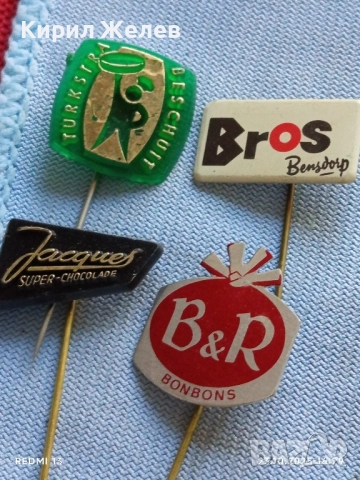 Кирил Желев
TURKSTRA BESCHUIT
Bros
Bensdorp
Jacques
SUPER-CHOCOLADE
B&R
BONBONS
REDMI 13